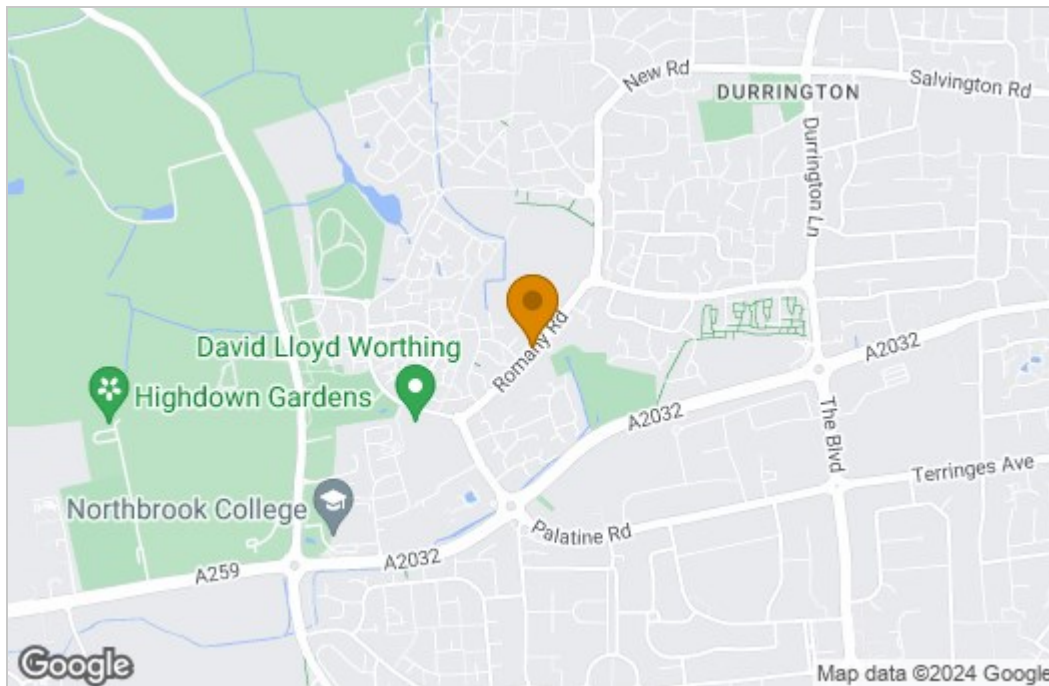 New Rd
Salvington Rd
DURRINGTON
Durrington Ln
Romany Rd
David Lloyd Worthing
Highdown Gardens
A2032
A2032
The Blvd
Terringes Ave
Northbrook College
Palatine Rd
A2032
A259
Google
Map data ©2024 Google